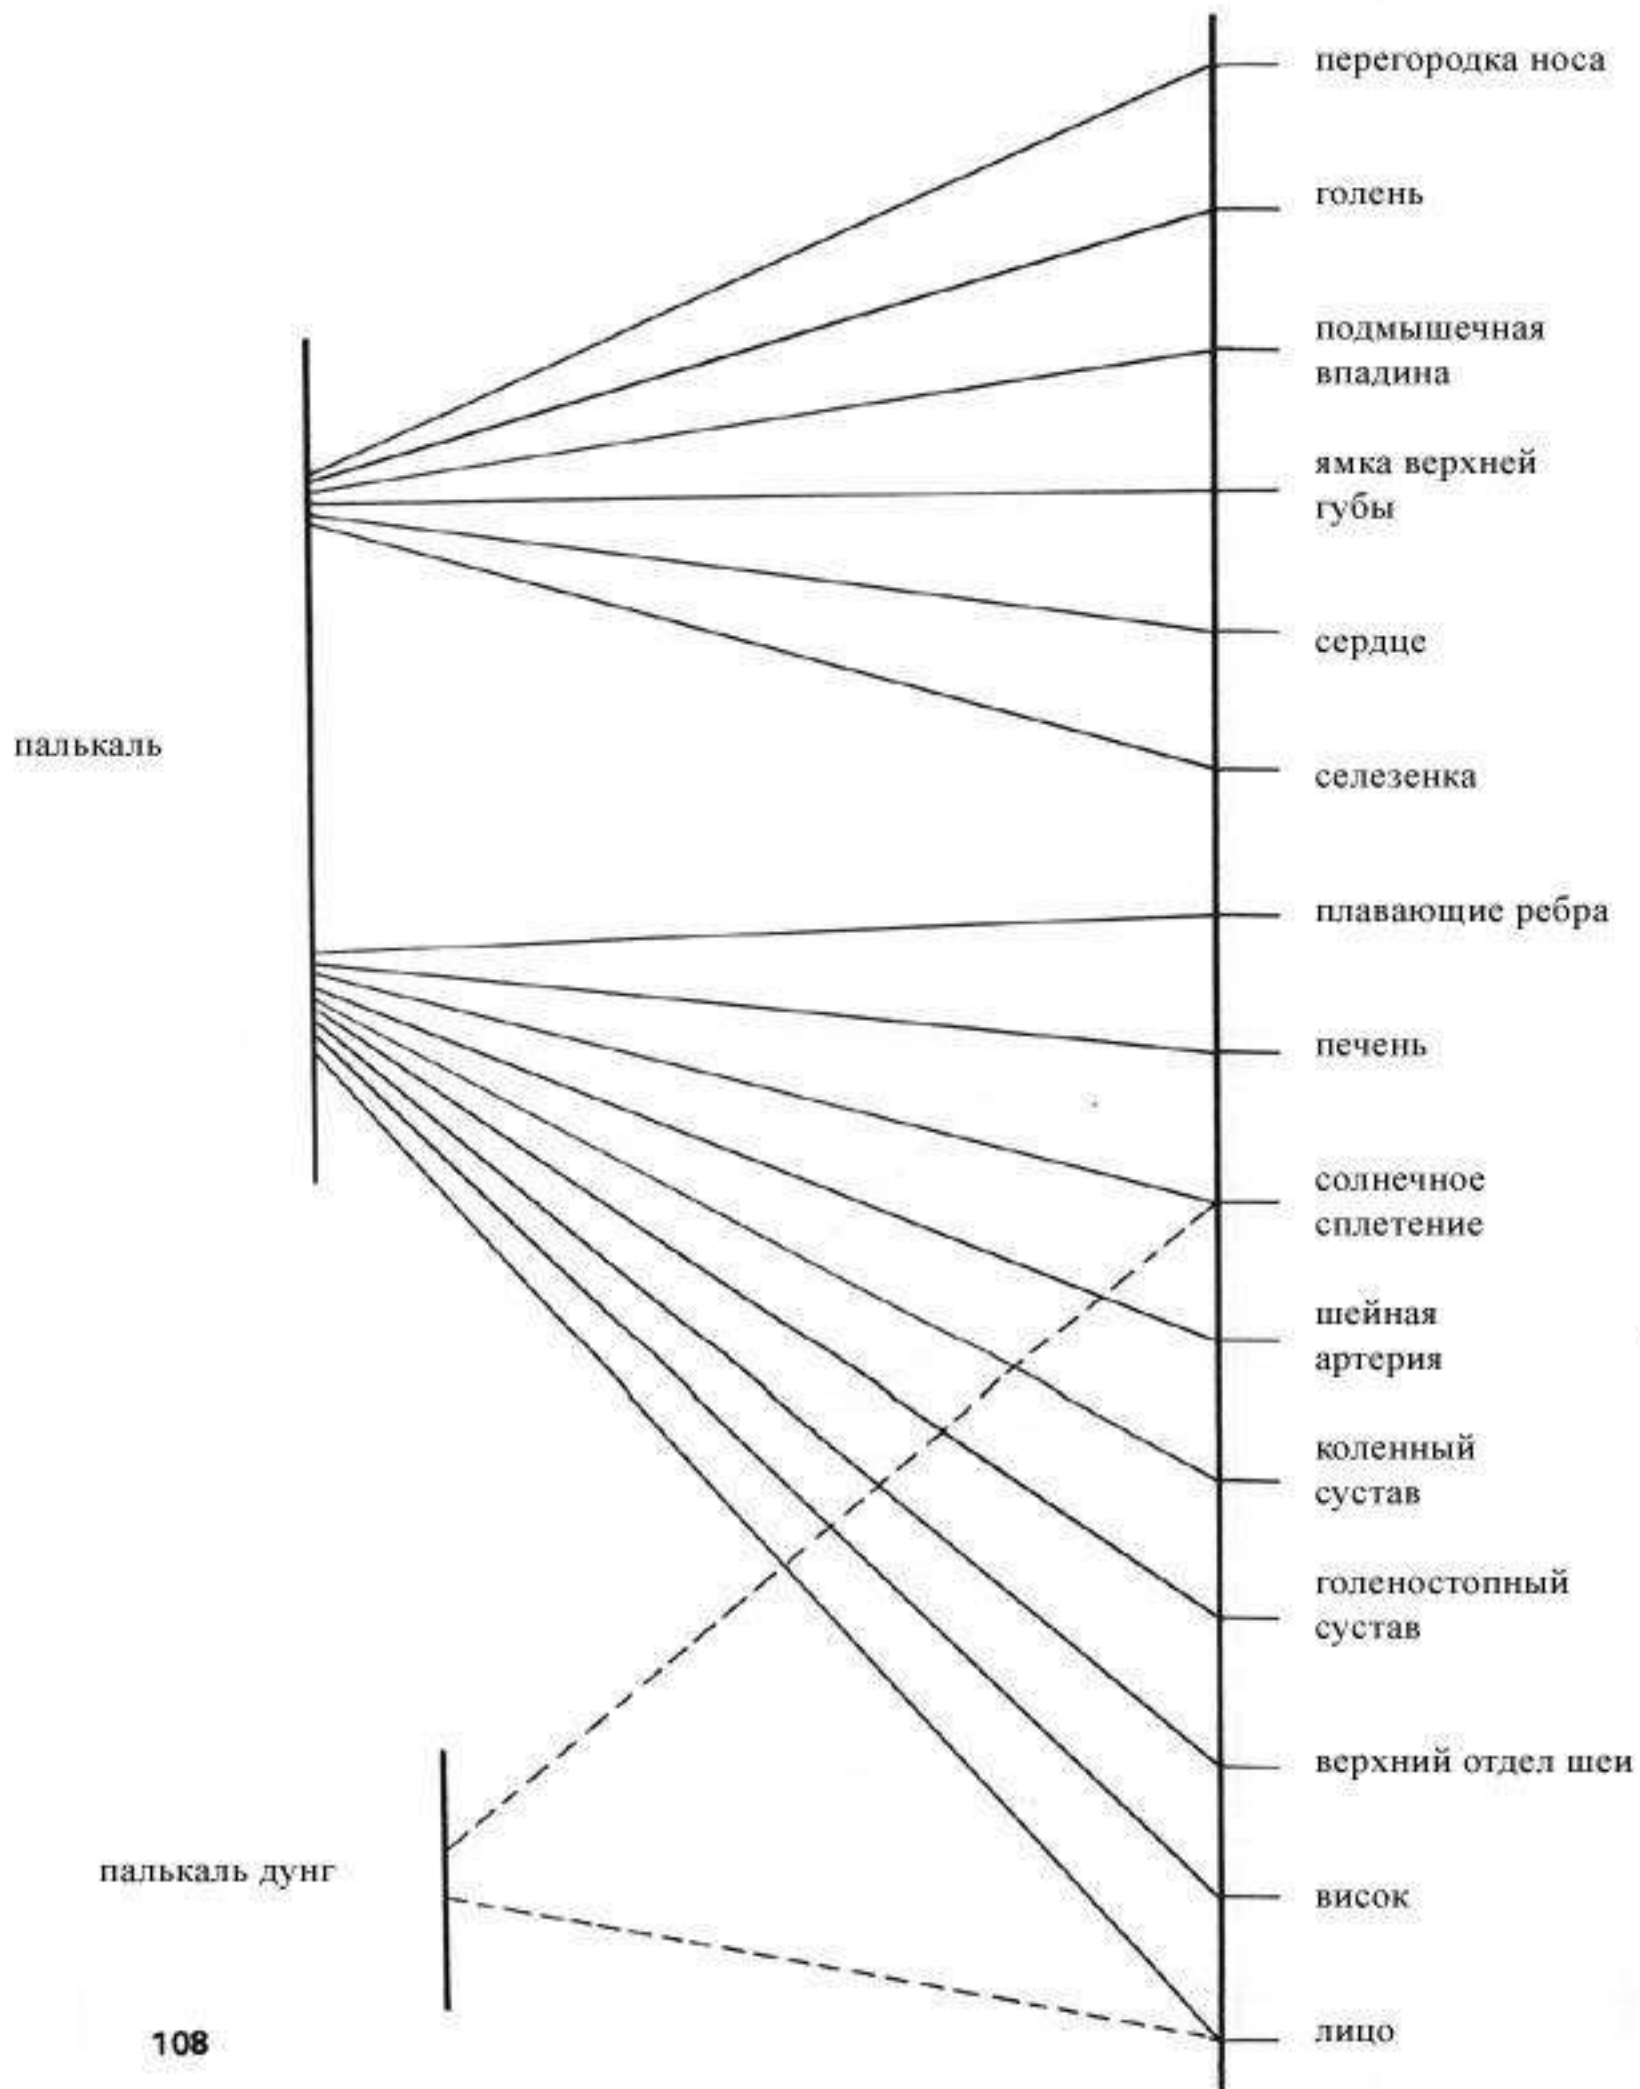 перегородка носа
голень
подмышечная
впадина
ямка верхней
губы
сердце
палькаль
селезенка
плавающие ребра
печень
солнечное
сплетение
шейная
артерия
коленный
сустав
голеностопный
сустав
верхний отдел шеи
палькаль дунг
висок
лицо
108